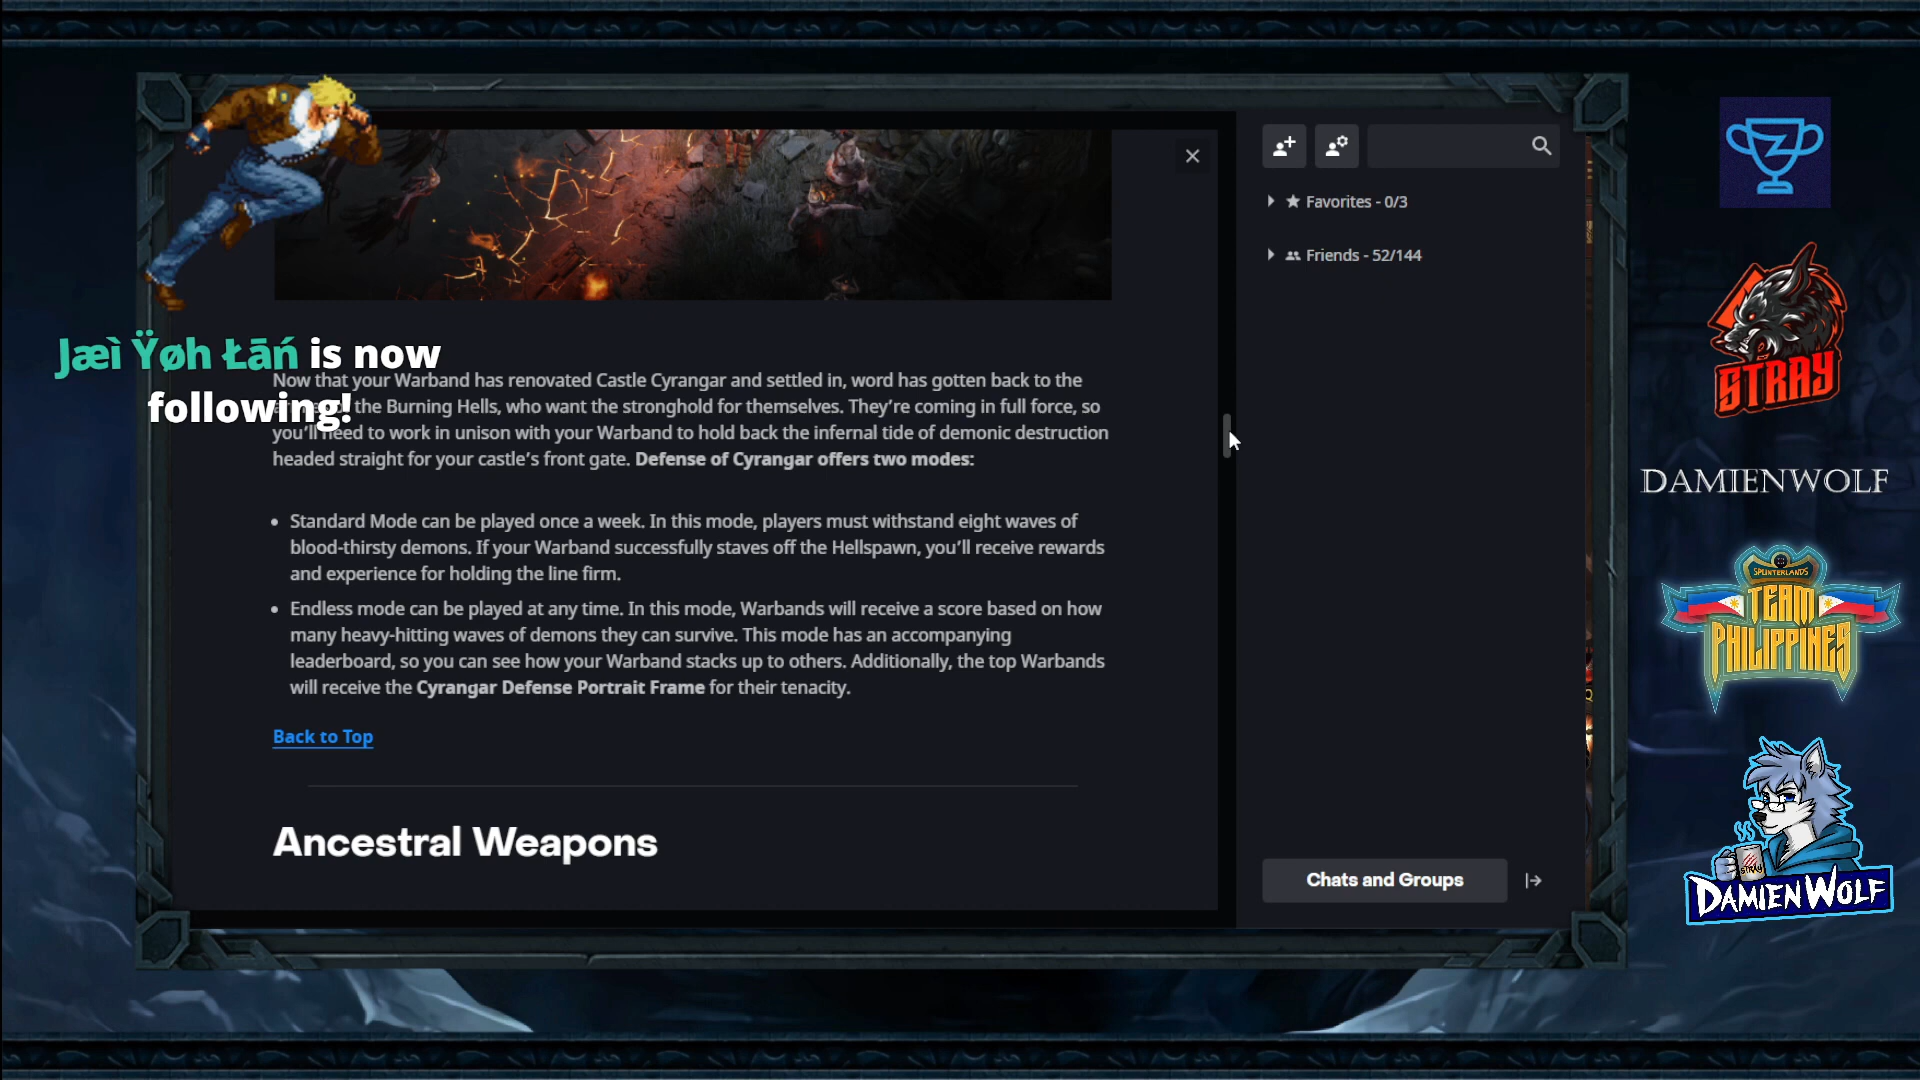 Favorites - 0/3
Friends - 52/144
Jæì Ÿøh Łāń is now
following!
Now that your Warband has renovated Castle Cyrangar and settled in, word has gotten back to the
the Burning Hells, who want the stronghold for themselves. They’re coming in full force, so
you’ll need to work in unison with your Warband to hold back the infernal tide of demonic destruction
headed straight for your castle’s front gate. Defense of Cyrangar offers two modes:
• Standard Mode can be played once a week. In this mode, players must withstand eight waves of
blood-thirsty demons. If your Warband successfully staves off the Hellspawn, you’ll receive rewards
and experience for holding the line firm.
• Endless mode can be played at any time. In this mode, Warbands will receive a score based on how
many heavy-hitting waves of demons they can survive. This mode has an accompanying
leaderboard, so you can see how your Warband stacks up to others. Additionally, the top Warbands
will receive the Cyrangar Defense Portrait Frame for their tenacity.
Back to Top
Ancestral Weapons
Chats and Groups
STRAY
DAMIENWOLF
SPLINTERLANDS
TEAM
PHILIPPINES
STRAY
DAMIENWOLF